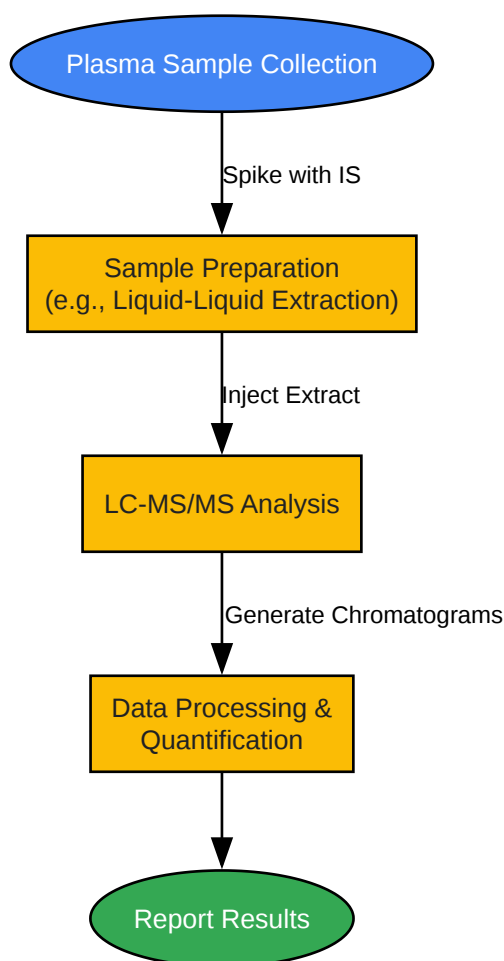 Plasma Sample Collection
Spike with IS
Sample Preparation
(e.g., Liquid-Liquid Extraction)
Inject Extract
LC-MS/MS Analysis
Generate Chromatograms
Data Processing &
Quantification
Report Results